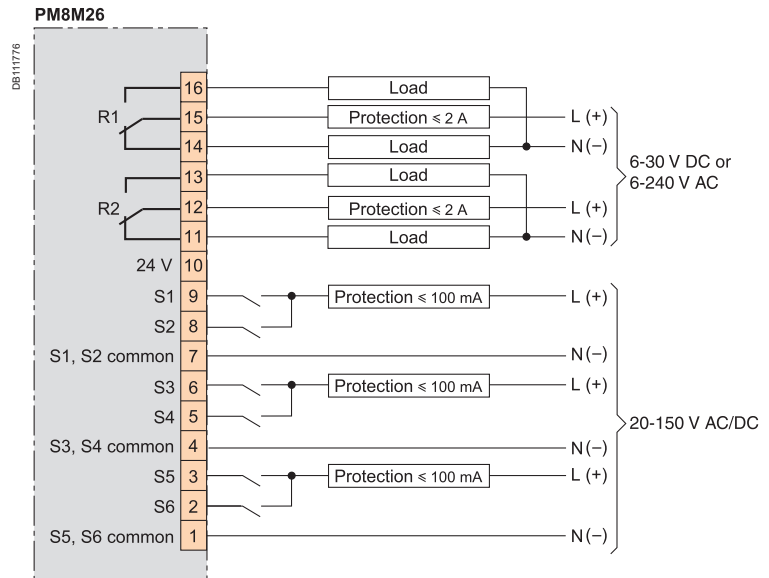 PM8M26
DB111776
16 Load
R1 15 Protection ≤ 2 A L (+)
14 Load N(−)
13 Load
6-30 V DC or
6-240 V AC
R2 12 Protection ≤ 2 A L (+)
11 Load N(−)
24 V 10
S1 9 Protection ≤ 100 mA L (+)
S2 8
S1, S2 common 7 N(−)
S3 6 Protection ≤ 100 mA L (+)
S4 5
20-150 V AC/DC
S3, S4 common 4 N(−)
S5 3 Protection ≤ 100 mA L (+)
S6 2
S5, S6 common 1 N(−)